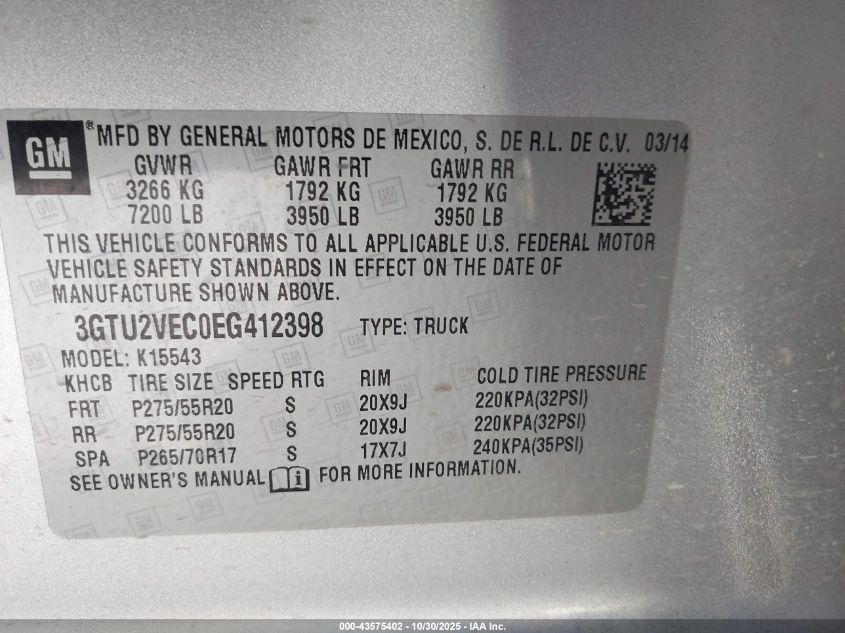 GM ® MFD BY GENERAL MOTORS DE MEXICO, S. DE R.L. DE C.V. 03/14
GVWR GAWR FRT GAWR RR
3266 KG 1792 KG 1792 KG
7200 LB 3950 LB 3950 LB
THIS VEHICLE CONFORMS TO ALL APPLICABLE U.S. FEDERAL MOTOR
VEHICLE SAFETY STANDARDS IN EFFECT ON THE DATE OF
MANUFACTURE SHOWN ABOVE.
3GTU2VEC0EG412398 TYPE: TRUCK
MODEL: K15543
KHCB TIRE SIZE SPEED RTG RIM COLD TIRE PRESSURE
FRT P275/55R20 S 20X9J 220KPA(32PSI)
RR P275/55R20 S 20X9J 220KPA(32PSI)
SPA P265/70R17 S 17X7J 240KPA(35PSI)
SEE OWNER'S MANUAL i FOR MORE INFORMATION.
000-43575402 - 10/30/2025 - IAA Inc.